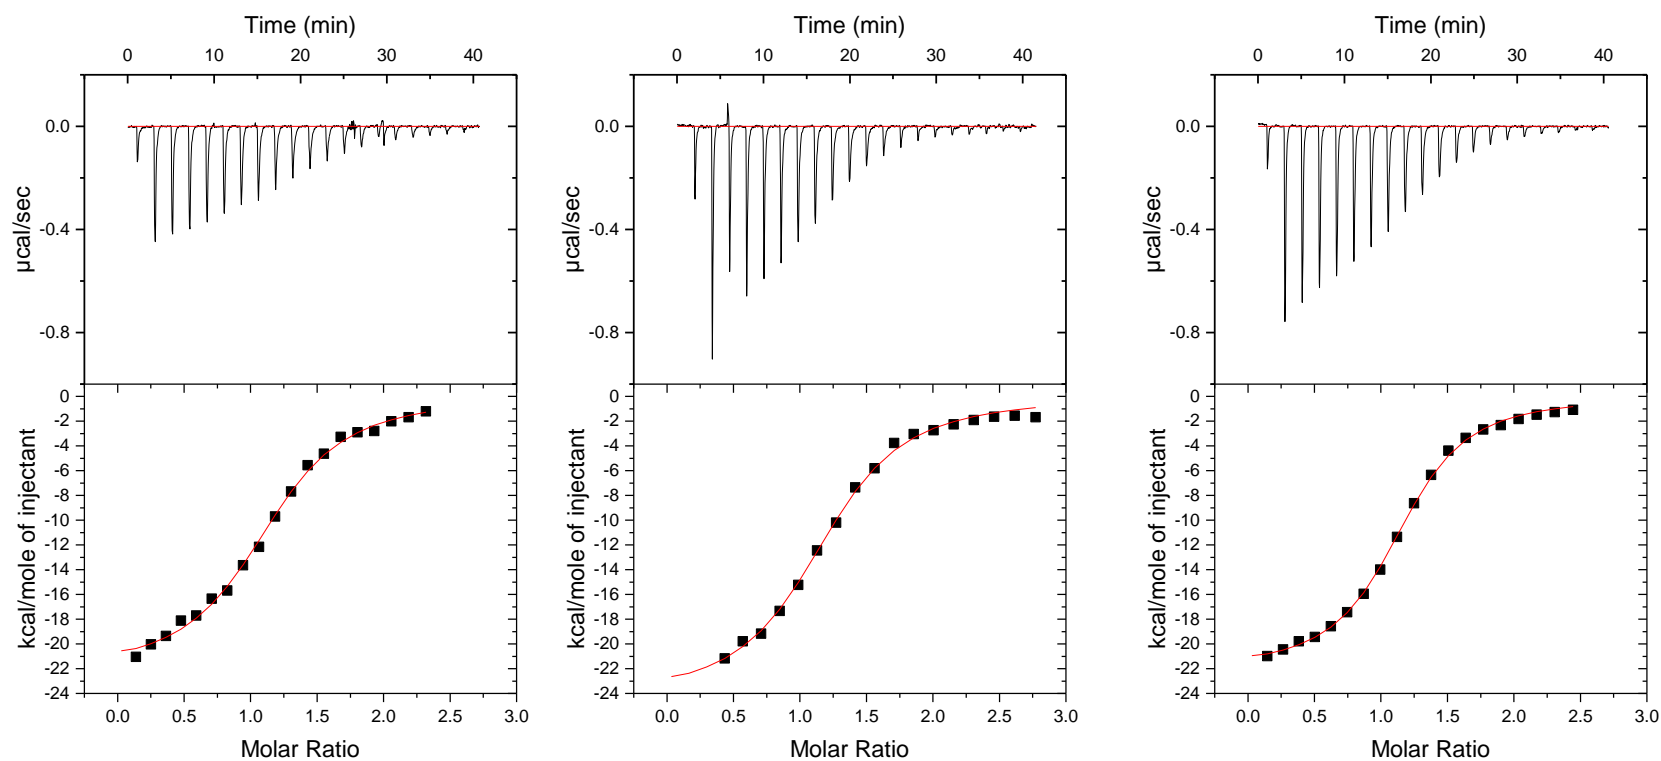 Time (min) Time (min) Time (min)
0 10 20 30 40 0 10 20 30 40 0 10 20 30 40
0.0 0.0 0.0
-0.4 -0.4 -0.4
-0.8 -0.8 -0.8
µcal/sec µcal/sec µcal/sec
0 0 0
-2 -2 -2
-4 -4 -4
-6 -6 -6
-8 -8 -8
-10 -10 -10
-12 -12 -12
-14 -14 -14
-16 -16 -16
-18 -18 -18
-20 -20 -20
-22 -22 -22
-24 -24 -24
kcal/mole of injectant kcal/mole of injectant kcal/mole of injectant
0.0 0.5 1.0 1.5 2.0 2.5 3.0 0.0 0.5 1.0 1.5 2.0 2.5 3.0 0.0 0.5 1.0 1.5 2.0 2.5 3.0
Molar Ratio Molar Ratio Molar Ratio